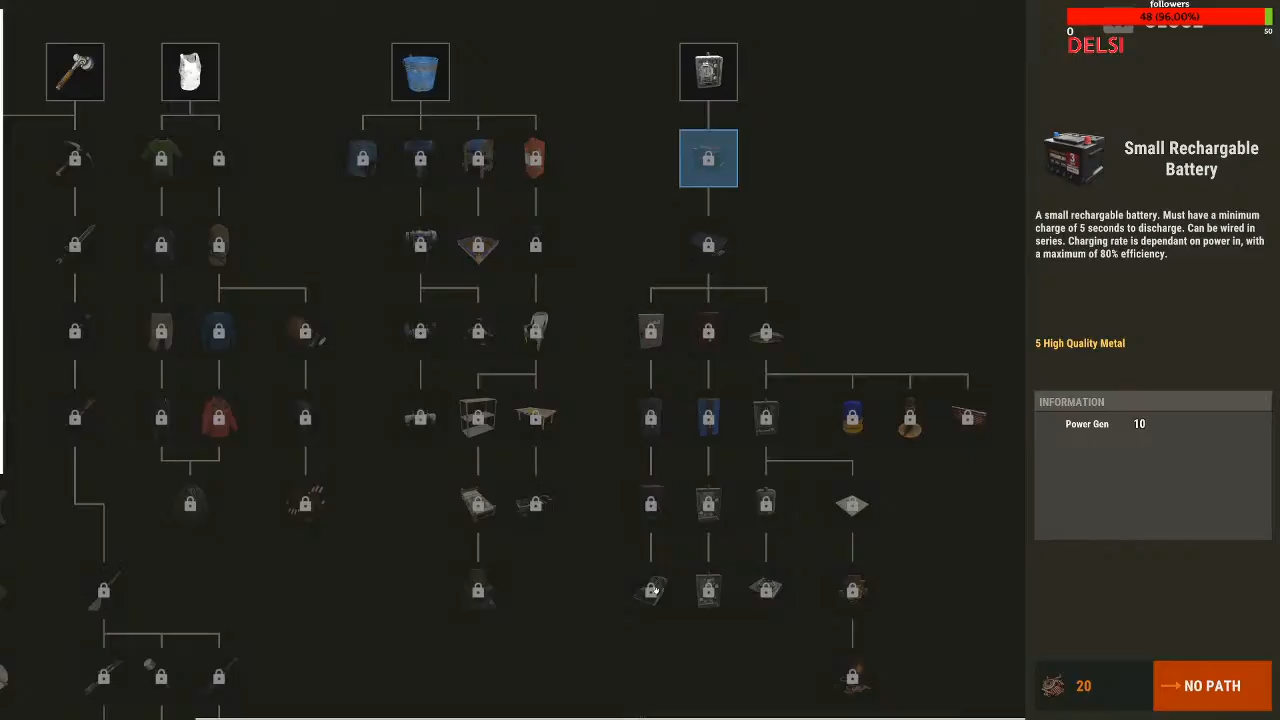 followers
48 (96,00%)
0
50
DELSI
Small Rechargable
Battery
A small rechargable battery. Must have a minimum
charge of 5 seconds to discharge. Can be wired in
series. Charging rate is dependant on power in, with
a maximum of 80% efficiency.
5 High Quality Metal
INFORMATION
Power Gen 10
20
NO PATH